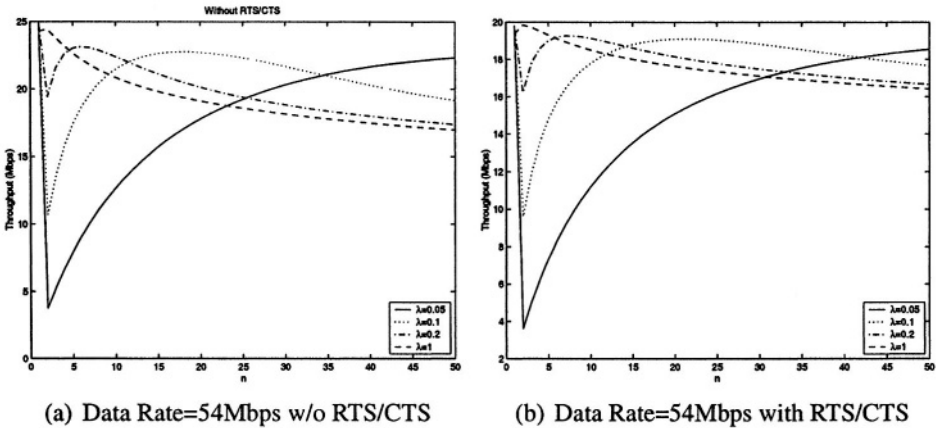 Without RTS/CTS
Throughput (Mbps)
25
20
15
10
5
0
0 5 10 15 20 25 30 35 40 45 50
n
λ=0.05
λ=0.1
λ=0.2
λ=1
(a) Data Rate=54Mbps w/o RTS/CTS
Throughput (Mbps)
20
18
16
14
12
10
8
6
4
2
0 5 10 15 20 25 30 35 40 45 50
n
λ=0.05
λ=0.1
λ=0.2
λ=1
(b) Data Rate=54Mbps with RTS/CTS